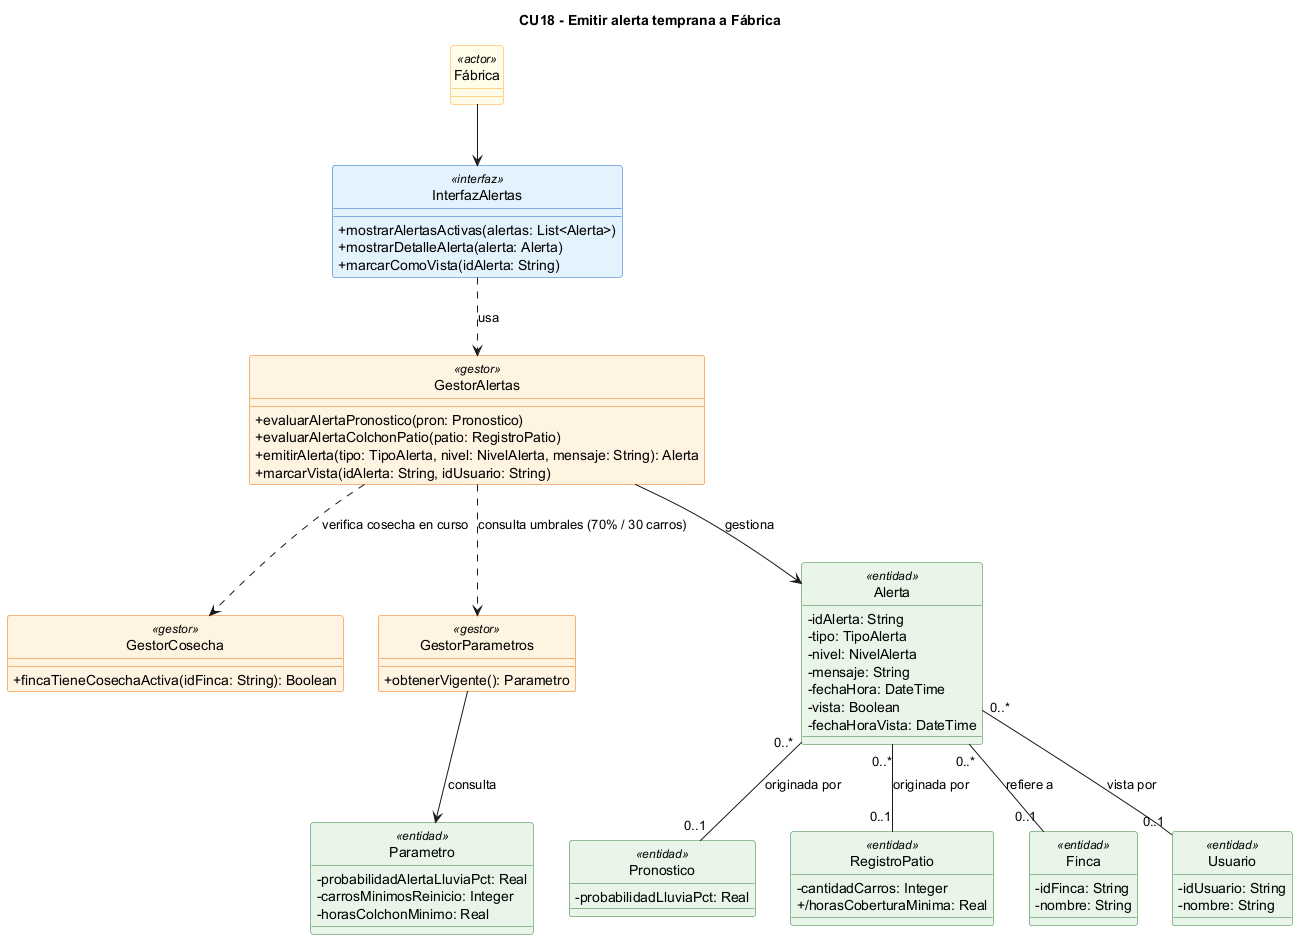 CU18 - Emitir alerta temprana a Fábrica
«actor»
Fábrica
«interfaz»
InterfazAlertas
+mostrarAlertasActivas(alertas: List<Alerta>)
+mostrarDetalleAlerta(alerta: Alerta)
+marcarComoVista(idAlerta: String)
usa
«gestor»
GestorAlertas
+evaluarAlertaPronostico(pron: Pronostico)
+evaluarAlertaColchonPatio(patio: RegistroPatio)
+emitirAlerta(tipo: TipoAlerta, nivel: NivelAlerta, mensaje: String): Alerta
+marcarVista(idAlerta: String, idUsuario: String)
verifica cosecha en curso
consulta umbrales (70% / 30 carros)
gestiona
«gestor»
GestorCosecha
+fincaTieneCosechaActiva(idFinca: String): Boolean
«gestor»
GestorParametros
+obtenerVigente(): Parametro
«entidad»
Alerta
-idAlerta: String
-tipo: TipoAlerta
-nivel: NivelAlerta
-mensaje: String
-fechaHora: DateTime
-vista: Boolean
-fechaHoraVista: DateTime
0..*
0..*
0..*
0..*
consulta
originada por
originada por
refiere a
vista por
0..1
0..1
0..1
0..1
«entidad»
Parametro
-probabilidadAlertaLluviaPct: Real
-carrosMinimosReinicio: Integer
-horasColchonMinimo: Real
«entidad»
Pronostico
-probabilidadLluviaPct: Real
«entidad»
RegistroPatio
-cantidadCarros: Integer
+/horasCoberturaMinima: Real
«entidad»
Finca
-idFinca: String
-nombre: String
«entidad»
Usuario
-idUsuario: String
-nombre: String